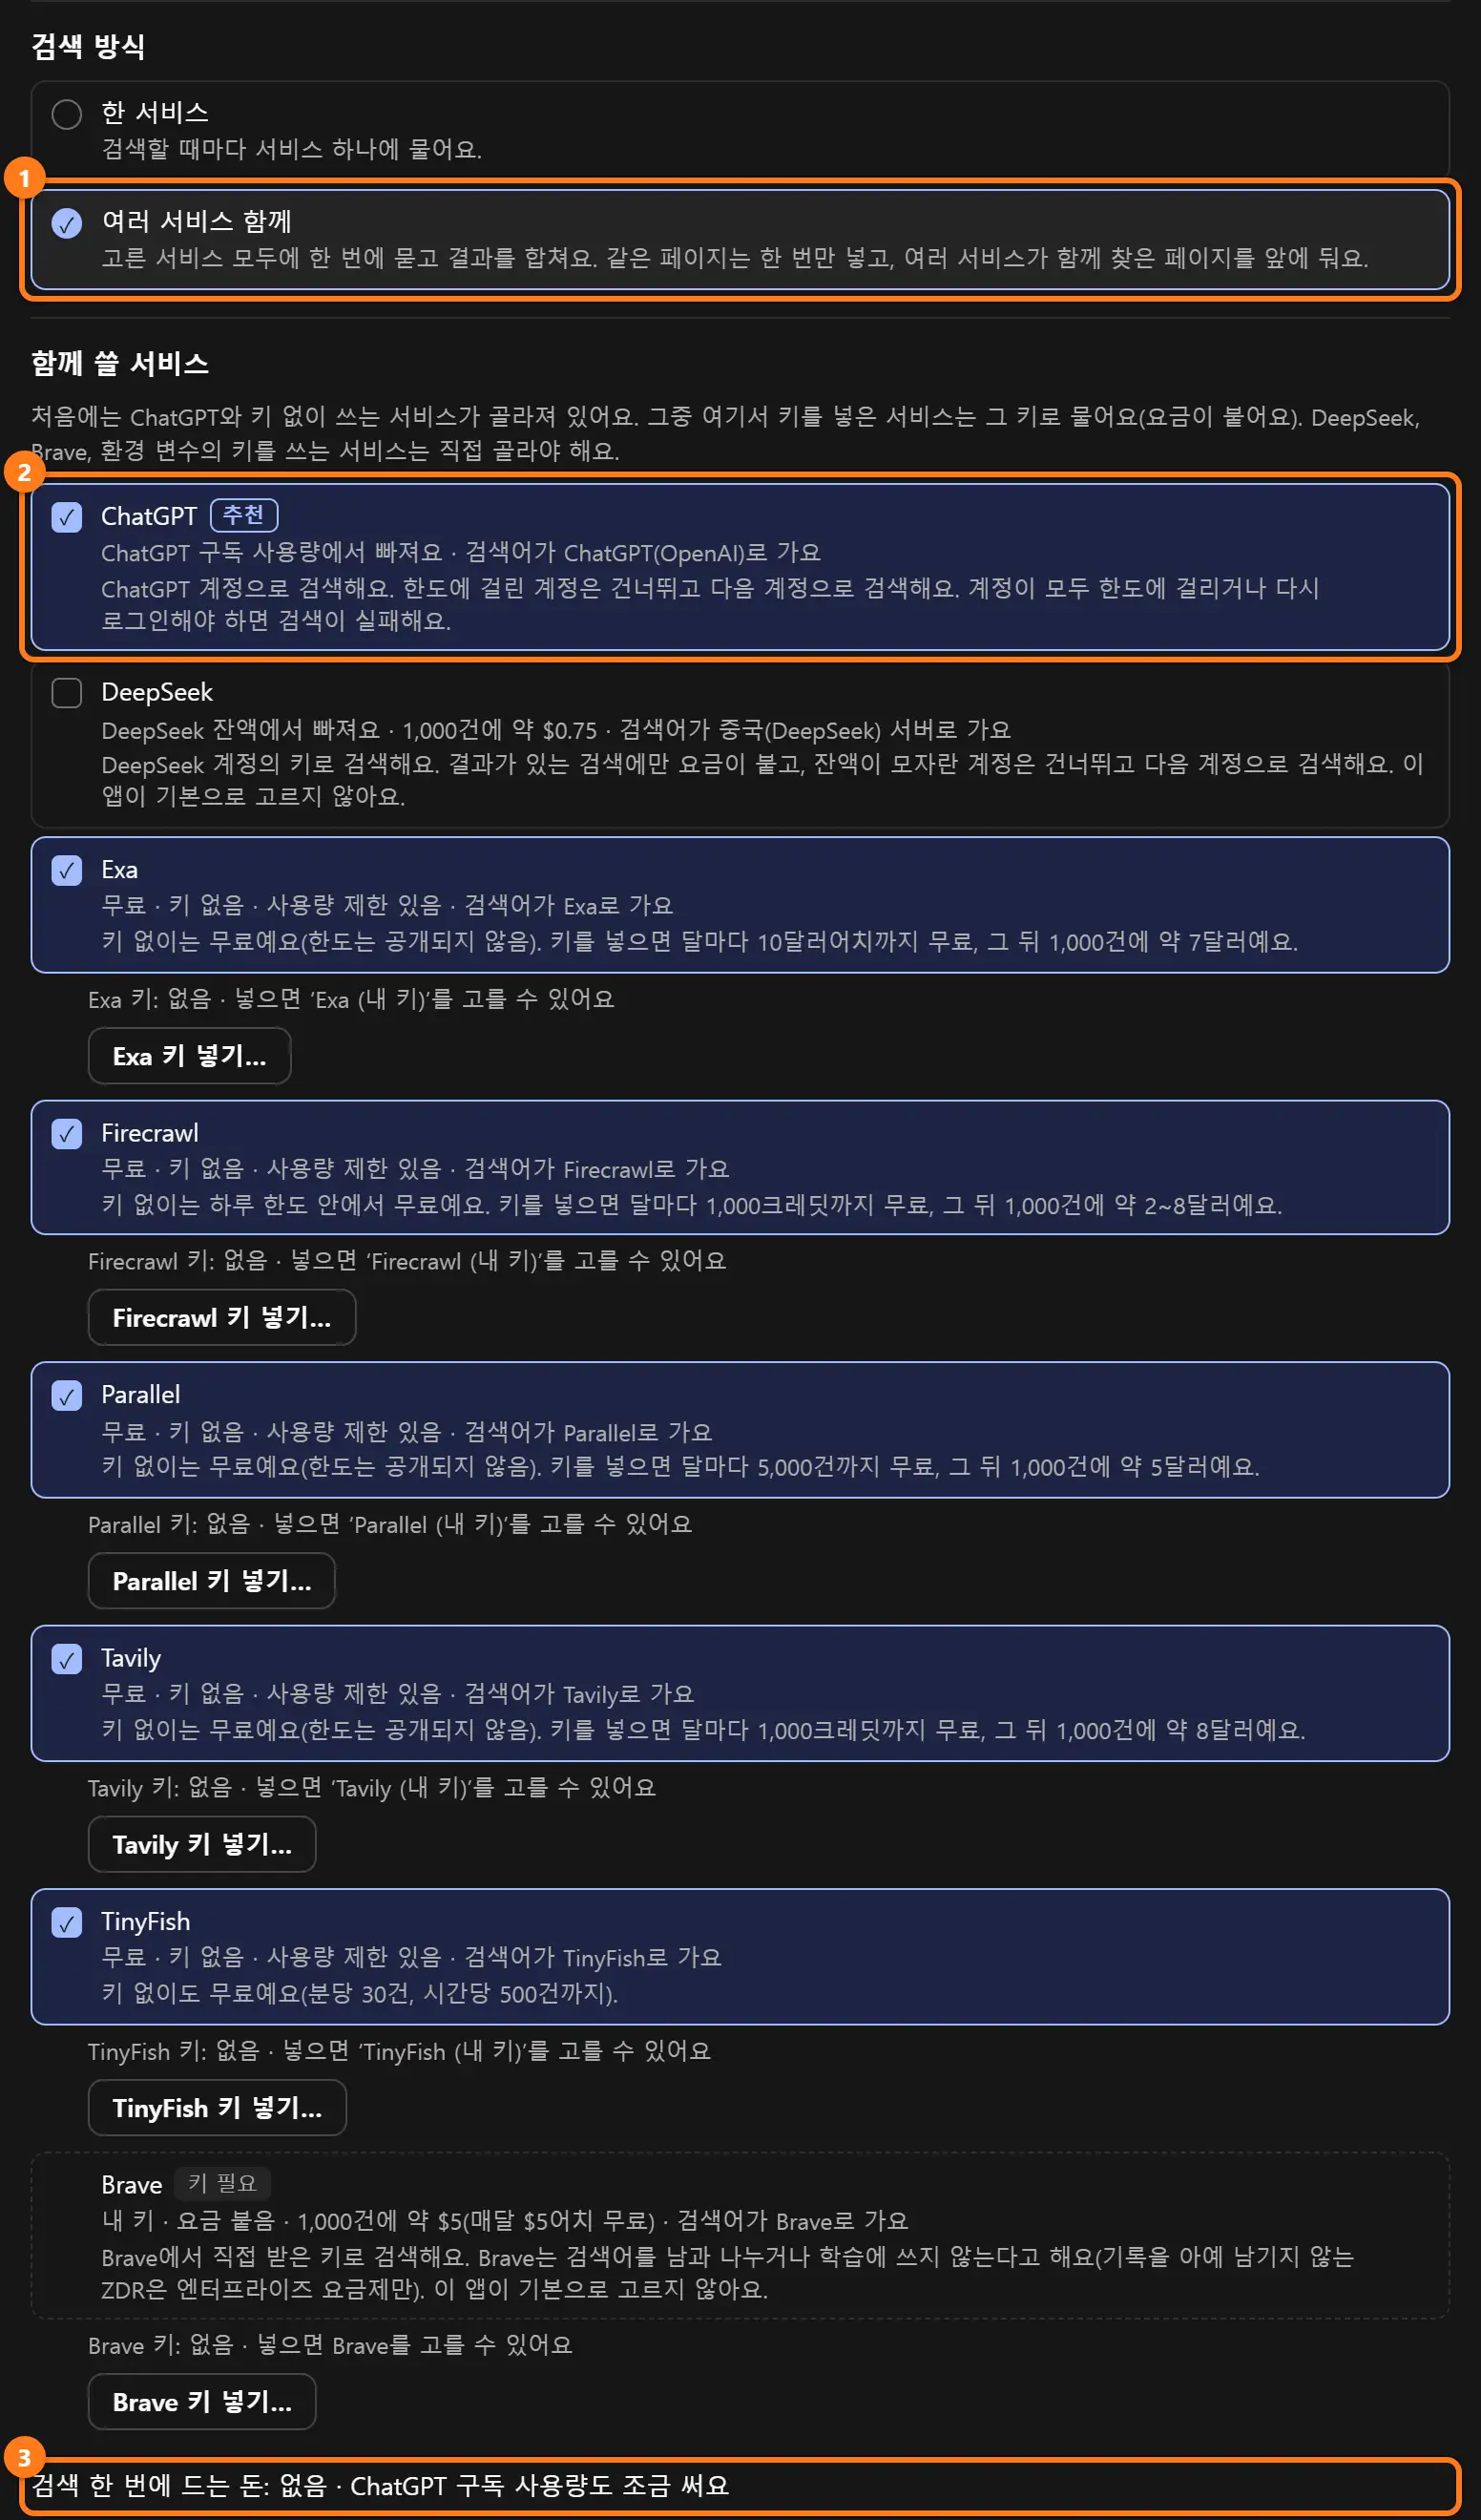 검색 방식
한 서비스
검색할 때마다 서비스 하나에 물어요.
1
여러 서비스 함께
고른 서비스 모두에 한 번에 묻고 결과를 합쳐요. 같은 페이지는 한 번만 넣고, 여러 서비스가 함께 찾은 페이지를 앞에 둬요.
함께 쓸 서비스
처음에는 ChatGPT와 키 없이 쓰는 서비스가 골라져 있어요. 그중 여기서 키를 넣은 서비스는 그 키로 물어요(요금이 붙어요). DeepSeek,
Brave, 환경 변수의 키를 쓰는 서비스는 직접 골라야 해요.
2
ChatGPT 추천
ChatGPT 구독 사용량에서 빠져요 · 검색어가 ChatGPT(OpenAI)로 가요
ChatGPT 계정으로 검색해요. 한도에 걸린 계정은 건너뛰고 다음 계정으로 검색해요. 계정이 모두 한도에 걸리거나 다시
로그인해야 하면 검색이 실패해요.
DeepSeek
DeepSeek 잔액에서 빠져요 · 1,000건에 약 $0.75 · 검색어가 중국(DeepSeek) 서버로 가요
DeepSeek 계정의 키로 검색해요. 결과가 있는 검색에만 요금이 붙고, 잔액이 모자란 계정은 건너뛰고 다음 계정으로 검색해요. 이
앱이 기본으로 고르지 않아요.
Exa
무료 · 키 없음 · 사용량 제한 있음 · 검색어가 Exa로 가요
키 없이는 무료예요(한도는 공개되지 않음). 키를 넣으면 달마다 10달러어치까지 무료, 그 뒤 1,000건에 약 7달러예요.
Exa 키: 없음 · 넣으면 ‘Exa (내 키)’를 고를 수 있어요
Exa 키 넣기...
Firecrawl
무료 · 키 없음 · 사용량 제한 있음 · 검색어가 Firecrawl로 가요
키 없이는 하루 한도 안에서 무료예요. 키를 넣으면 달마다 1,000크레딧까지 무료, 그 뒤 1,000건에 약 2~8달러예요.
Firecrawl 키: 없음 · 넣으면 ‘Firecrawl (내 키)’를 고를 수 있어요
Firecrawl 키 넣기...
Parallel
무료 · 키 없음 · 사용량 제한 있음 · 검색어가 Parallel로 가요
키 없이는 무료예요(한도는 공개되지 않음). 키를 넣으면 달마다 5,000건까지 무료, 그 뒤 1,000건에 약 5달러예요.
Parallel 키: 없음 · 넣으면 ‘Parallel (내 키)’를 고를 수 있어요
Parallel 키 넣기...
Tavily
무료 · 키 없음 · 사용량 제한 있음 · 검색어가 Tavily로 가요
키 없이는 무료예요(한도는 공개되지 않음). 키를 넣으면 달마다 1,000크레딧까지 무료, 그 뒤 1,000건에 약 8달러예요.
Tavily 키: 없음 · 넣으면 ‘Tavily (내 키)’를 고를 수 있어요
Tavily 키 넣기...
TinyFish
무료 · 키 없음 · 사용량 제한 있음 · 검색어가 TinyFish로 가요
키 없이도 무료예요(분당 30건, 시간당 500건까지).
TinyFish 키: 없음 · 넣으면 ‘TinyFish (내 키)’를 고를 수 있어요
TinyFish 키 넣기...
Brave 키 필요
내 키 · 요금 붙음 · 1,000건에 약 $5(매달 $5어치 무료) · 검색어가 Brave로 가요
Brave에서 직접 받은 키로 검색해요. Brave는 검색어를 남과 나누거나 학습에 쓰지 않는다고 해요(기록을 아예 남기지 않는
ZDR은 엔터프라이즈 요금제만). 이 앱이 기본으로 고르지 않아요.
Brave 키: 없음 · 넣으면 Brave를 고를 수 있어요
Brave 키 넣기...
3
검색 한 번에 드는 돈: 없음 · ChatGPT 구독 사용량도 조금 써요